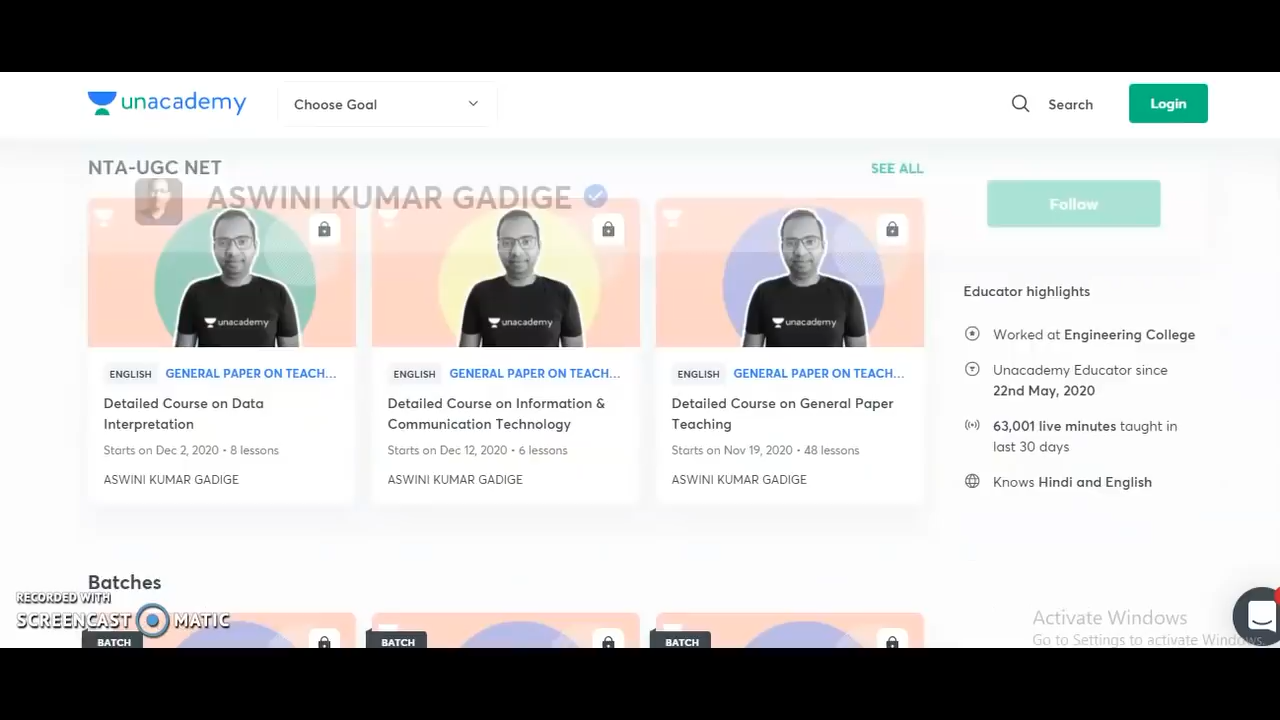 unacademy
Choose Goal
Search
Login
NTA-UGC NET
SEE ALL
ASWINI KUMAR GADIGE
Follow
unacademy
unacademy
unacademy
ENGLISH GENERAL PAPER ON TEACH...
Detailed Course on Data
Interpretation
Starts on Dec 2, 2020 • 8 lessons
ASWINI KUMAR GADIGE
ENGLISH GENERAL PAPER ON TEACH...
Detailed Course on Information &
Communication Technology
Starts on Dec 12, 2020 • 6 lessons
ASWINI KUMAR GADIGE
ENGLISH GENERAL PAPER ON TEACH...
Detailed Course on General Paper
Teaching
Starts on Nov 19, 2020 • 48 lessons
ASWINI KUMAR GADIGE
Educator highlights
Worked at Engineering College
Unacademy Educator since
22nd May, 2020
63,001 live minutes taught in
last 30 days
Knows Hindi and English
Batches
BATCH
BATCH
BATCH
RECORDED WITH
SCREENCAST MATIC
Activate Windows
Go to Settings to activate Windows.